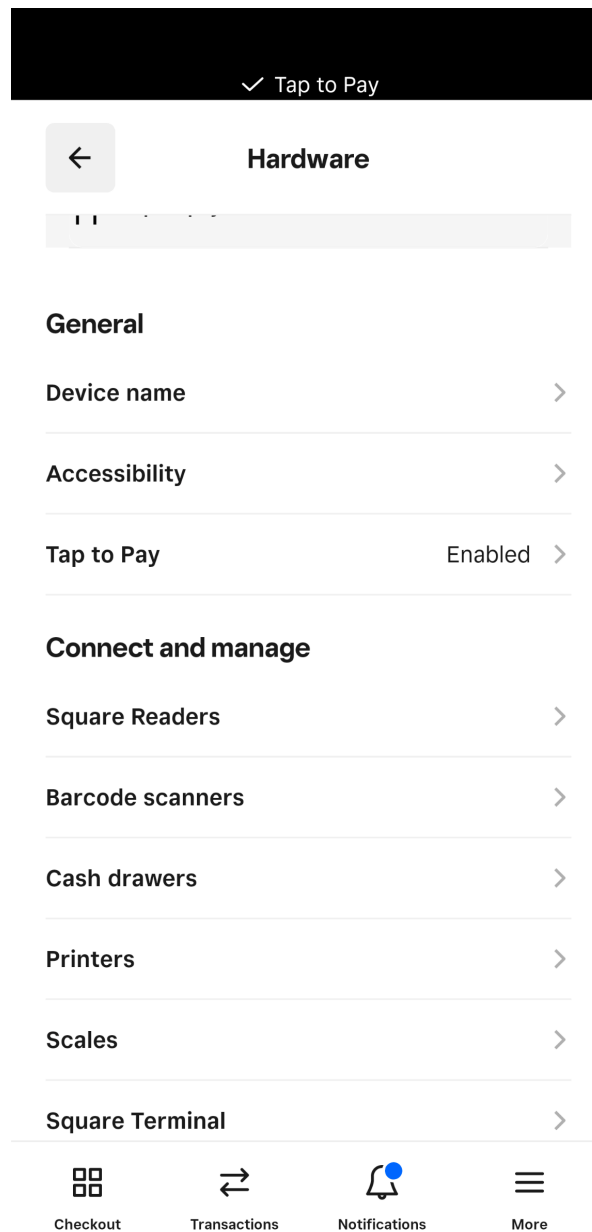 Tap to Pay
Hardware
General
Device name
Accessibility
Tap to Pay Enabled
Connect and manage
Square Readers
Barcode scanners
Cash drawers
Printers
Scales
Square Terminal
Checkout Transactions Notifications More